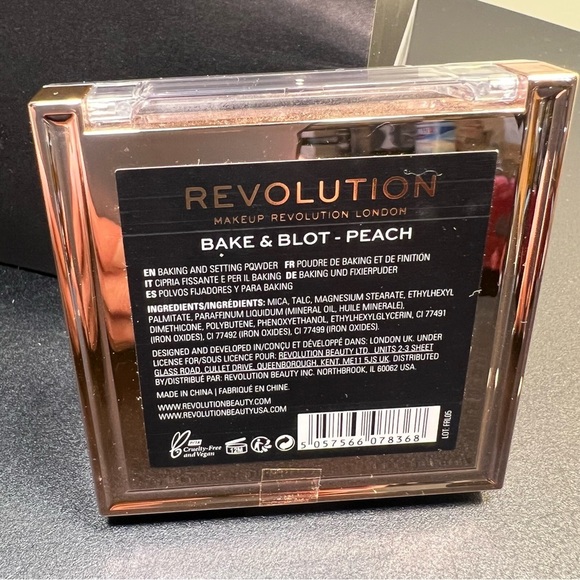 REVOLUTION
MAKEUP REVOLUTION LONDON
BAKE & BLOT - PEACH
EN BAKING AND SETTING POWDER FR POUDRE DE BAKING ET DE FINITION
IT CIPRIA FISSANTE E PER IL BAKING DE BAKING UND FIXIERPUDER
ES POLVOS FIJADORES Y PARA BAKING
INGREDIENTS/INGRÉDIENTS: MICA, TALC, MAGNESIUM STEARATE, ETHYLHEXYL
PALMITATE, PARAFFINUM LIQUIDUM (MINERAL OIL, HUILE MINERALE),
DIMETHICONE, POLYBUTENE, PHENOXYETHANOL, ETHYLHEXYLGLYCERIN, CI 77491
(IRON OXIDES), CI 77492 (IRON OXIDES), CI 77499 (IRON OXIDES).
DESIGNED AND DEVELOPED IN/CONÇU ET DÉVELOPPÉ DANS: LONDON UK. UNDER
LICENSE FOR/SOUS LICENCE POUR: REVOLUTION BEAUTY LTD, UNITS 2-3 SHEET
GLASS ROAD, CULLET DRIVE, QUEENBOROUGH, KENT, ME11 5JS UK. DISTRIBUTED
BY/DISTRIBUÉ PAR: REVOLUTION BEAUTY INC. NORTHBROOK, IL 60062 USA.
MADE IN CHINA | FABRIQUÉ EN CHINE.
WWW.REVOLUTIONBEAUTY.COM
WWW.REVOLUTIONBEAUTYUSA.COM
Cruelty-Free
and Vegan
12M
5 057566 078368
LOT: FRL05